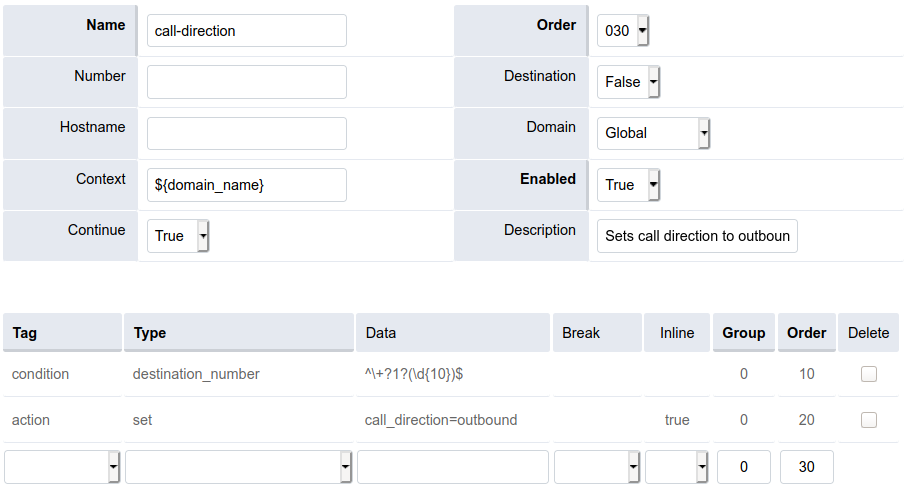 Name call-direction Order 030
Number Destination False
Hostname Domain Global
Context ${domain_name} Enabled True
Continue True Description Sets call direction to outboun
Tag Type Data Break Inline Group Order Delete
condition destination_number ^\+?1?(\d{10})$ 0 10
action set call_direction=outbound true 0 20
0 30